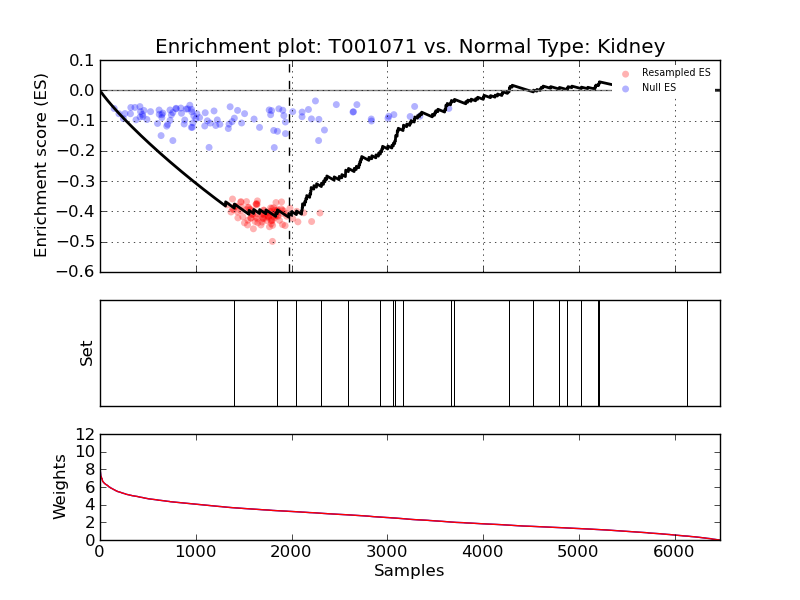 Enrichment plot: T001071 vs. Normal Type: Kidney
Enrichment score (ES)
0.1
0.0
−0.1
−0.2
−0.3
−0.4
−0.5
−0.6
Resampled ES
Null ES
Set
Weights
12
10
8
6
4
2
0
0 1000 2000 3000 4000 5000 6000
Samples